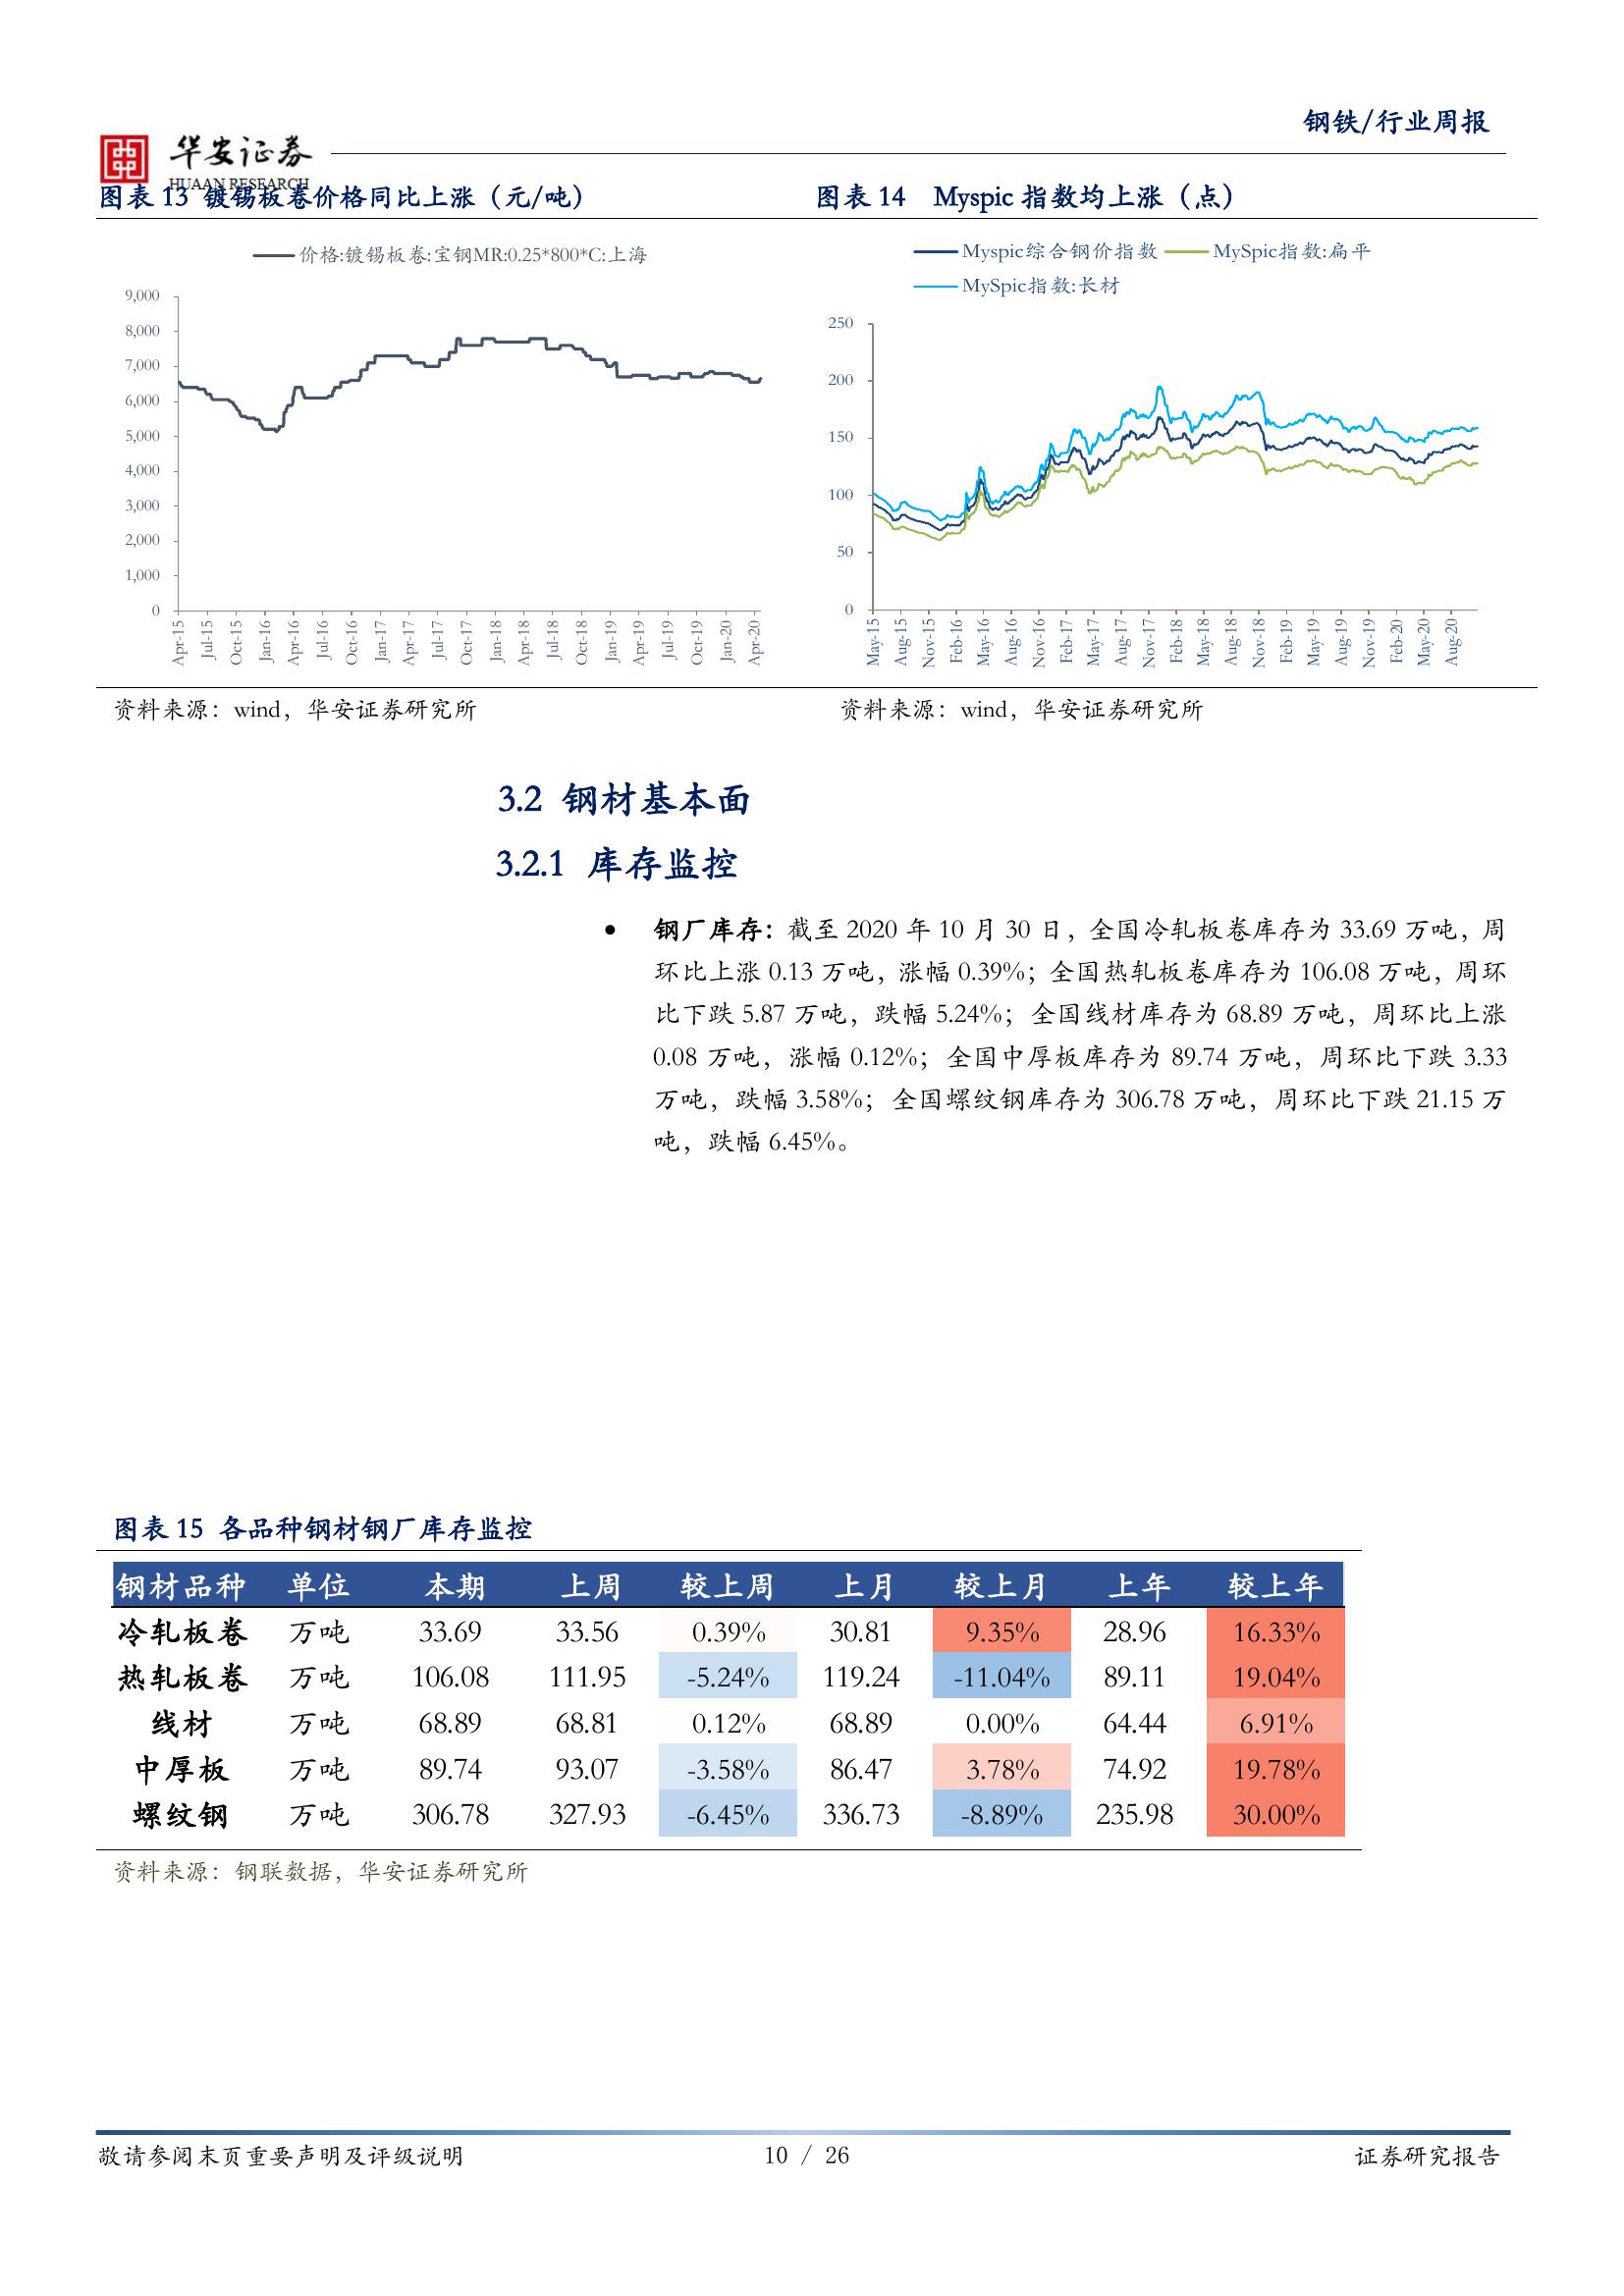 钢铁/行业周报
华安证券
HUAAN RESEARCH
图表 13 镀锡板卷价格同比上涨（元/吨）
价格:镀锡板卷:宝钢MR:0.25*800*C:上海
9,000
8,000
7,000
6,000
5,000
4,000
3,000
2,000
1,000
0
Apr-15 Jul-15 Oct-15 Jan-16 Apr-16 Jul-16 Oct-16 Jan-17 Apr-17 Jul-17 Oct-17 Jan-18 Apr-18 Jul-18 Oct-18 Jan-19 Apr-19 Jul-19 Oct-19 Jan-20 Apr-20
资料来源：wind，华安证券研究所
图表 14 Myspic 指数均上涨（点）
Myspic综合钢价指数 MySpic指数:扁平
MySpic指数:长材
250
200
150
100
50
0
May-15 Aug-15 Nov-15 Feb-16 May-16 Aug-16 Nov-16 Feb-17 May-17 Aug-17 Nov-17 Feb-18 May-18 Aug-18 Nov-18 Feb-19 May-19 Aug-19 Nov-19 Feb-20 May-20 Aug-20
资料来源：wind，华安证券研究所
3.2 钢材基本面
3.2.1 库存监控
● 钢厂库存：截至 2020 年 10 月 30 日，全国冷轧板卷库存为 33.69 万吨，周
环比上涨 0.13 万吨，涨幅 0.39%；全国热轧板卷库存为 106.08 万吨，周环
比下跌 5.87 万吨，跌幅 5.24%；全国线材库存为 68.89 万吨，周环比上涨
0.08 万吨，涨幅 0.12%；全国中厚板库存为 89.74 万吨，周环比下跌 3.33
万吨，跌幅 3.58%；全国螺纹钢库存为 306.78 万吨，周环比下跌 21.15 万
吨，跌幅 6.45%。
图表 15 各品种钢材钢厂库存监控
钢材品种 单位 本期 上周 较上周 上月 较上月 上年 较上年
冷轧板卷 万吨 33.69 33.56 0.39% 30.81 9.35% 28.96 16.33%
热轧板卷 万吨 106.08 111.95 -5.24% 119.24 -11.04% 89.11 19.04%
线材 万吨 68.89 68.81 0.12% 68.89 0.00% 64.44 6.91%
中厚板 万吨 89.74 93.07 -3.58% 86.47 3.78% 74.92 19.78%
螺纹钢 万吨 306.78 327.93 -6.45% 336.73 -8.89% 235.98 30.00%
资料来源：钢联数据，华安证券研究所
敬请参阅末页重要声明及评级说明 10 / 26 证券研究报告